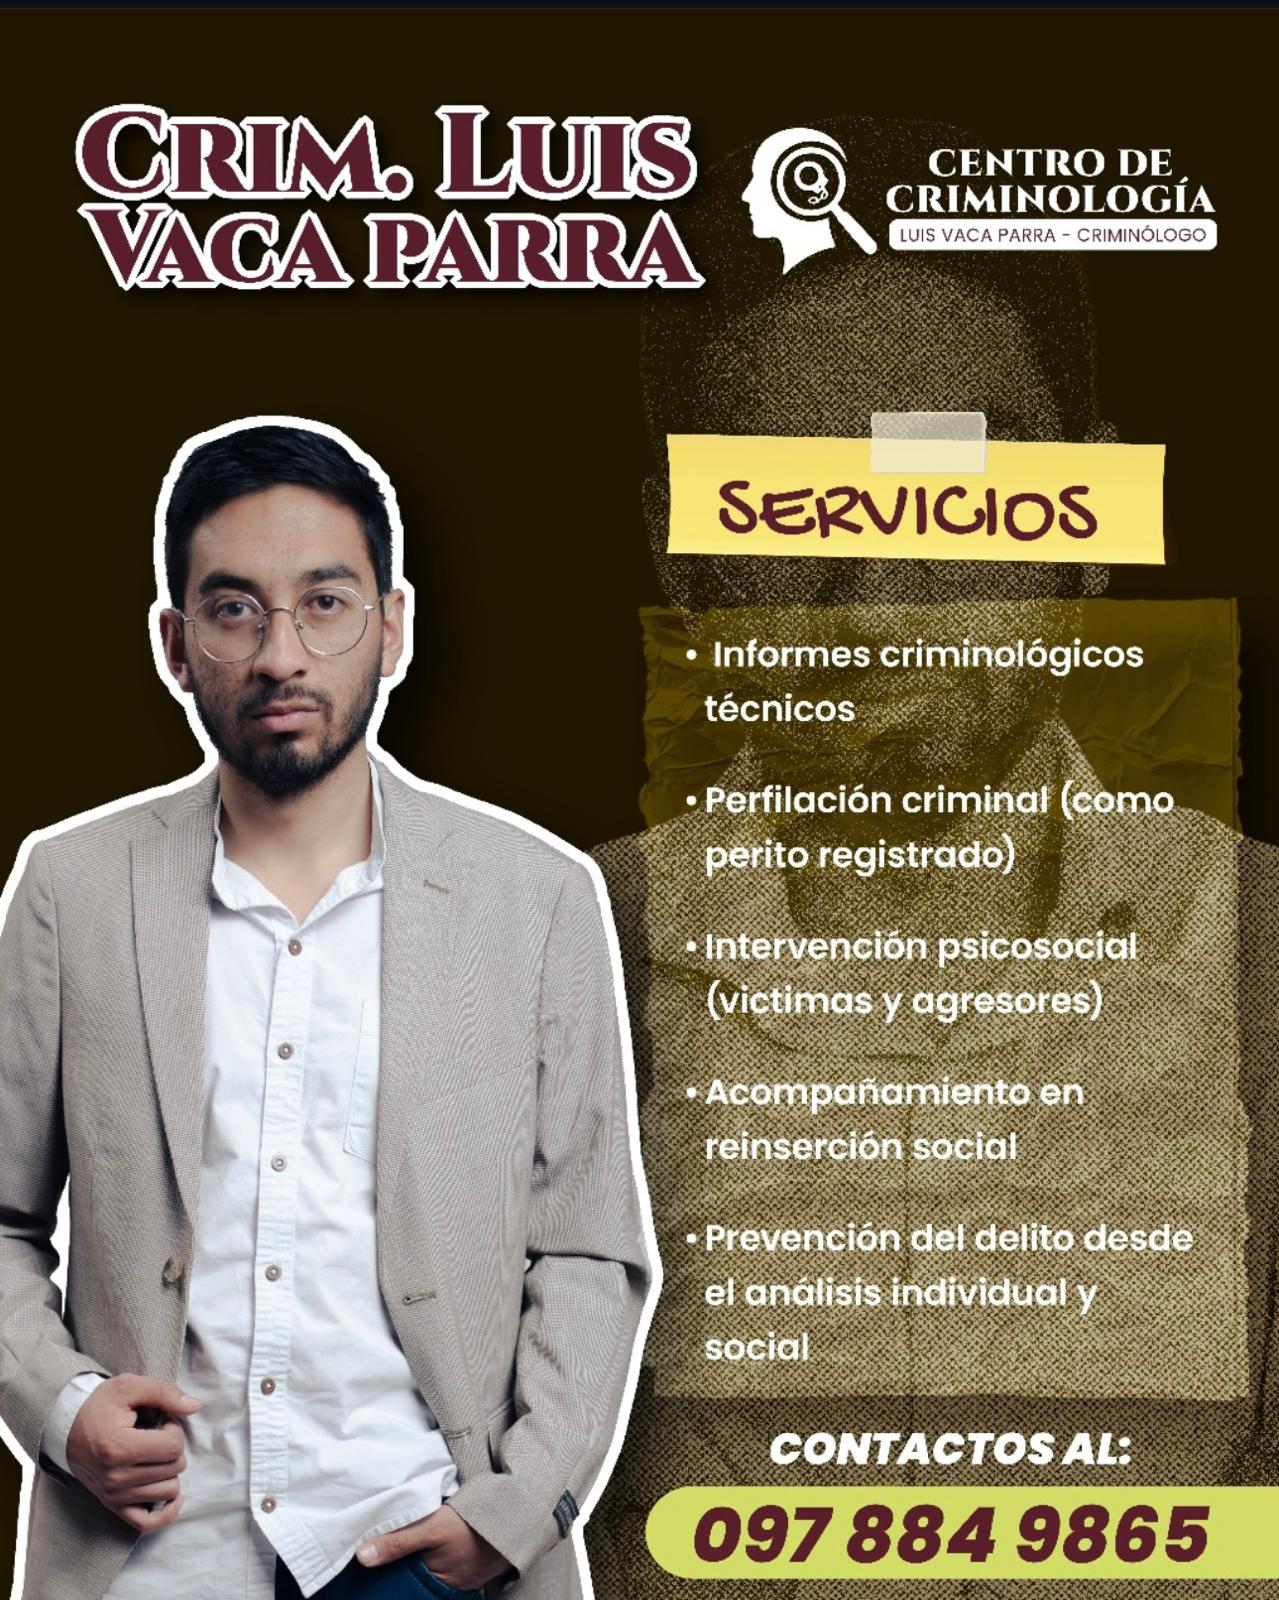 CRIM. LUIS
VACA PARRA
CENTRO DE
CRIMINOLOGÍA
LUIS VACA PARRA - CRIMINÓLOGO
SERVICIOS
• Informes criminológicos
técnicos
• Perfilación criminal (como
perito registrado)
• Intervención psicosocial
(victimas y agresores)
• Acompañamiento en
reinserción social
• Prevención del delito desde
el análisis individual y
social
CONTACTOS AL:
097 884 9865